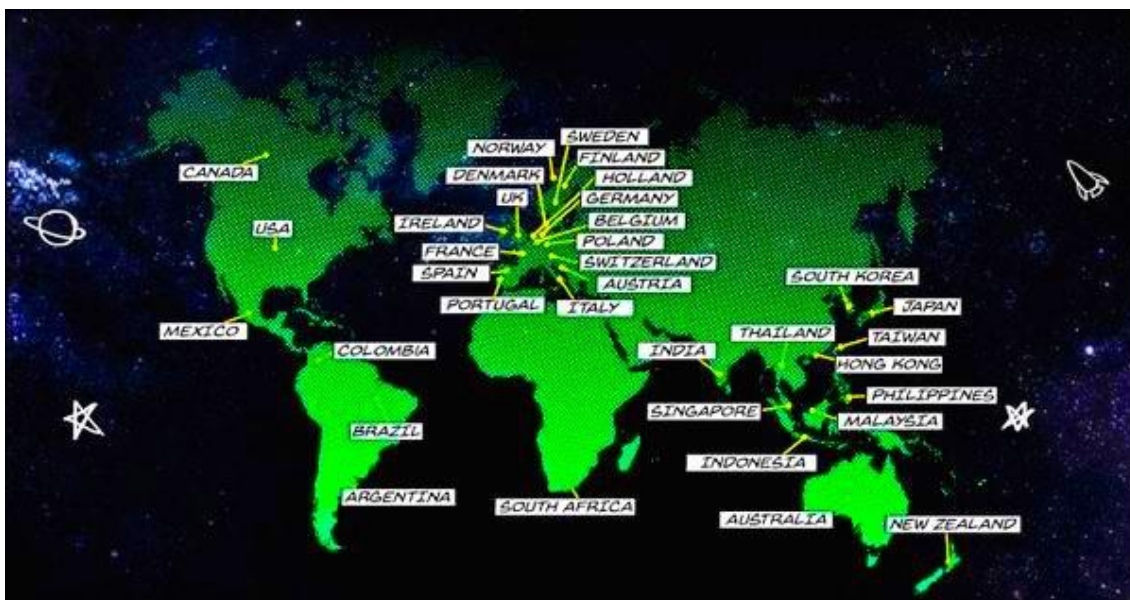 SWEDEN
NORWAY
FINLAND
DENMARK
HOLLAND
UK
GERMANY
IRELAND
BELGIUM
POLAND
FRANCE
SWITZERLAND
SPAIN
AUSTRIA
PORTUGAL
ITALY
CANADA
USA
MEXICO
COLOMBIA
BRAZIL
ARGENTINA
SOUTH AFRICA
SOUTH KOREA
JAPAN
THAILAND
TAIWAN
INDIA
HONG KONG
PHILIPPINES
SINGAPORE
MALAYSIA
INDONESIA
AUSTRALIA
NEW ZEALAND